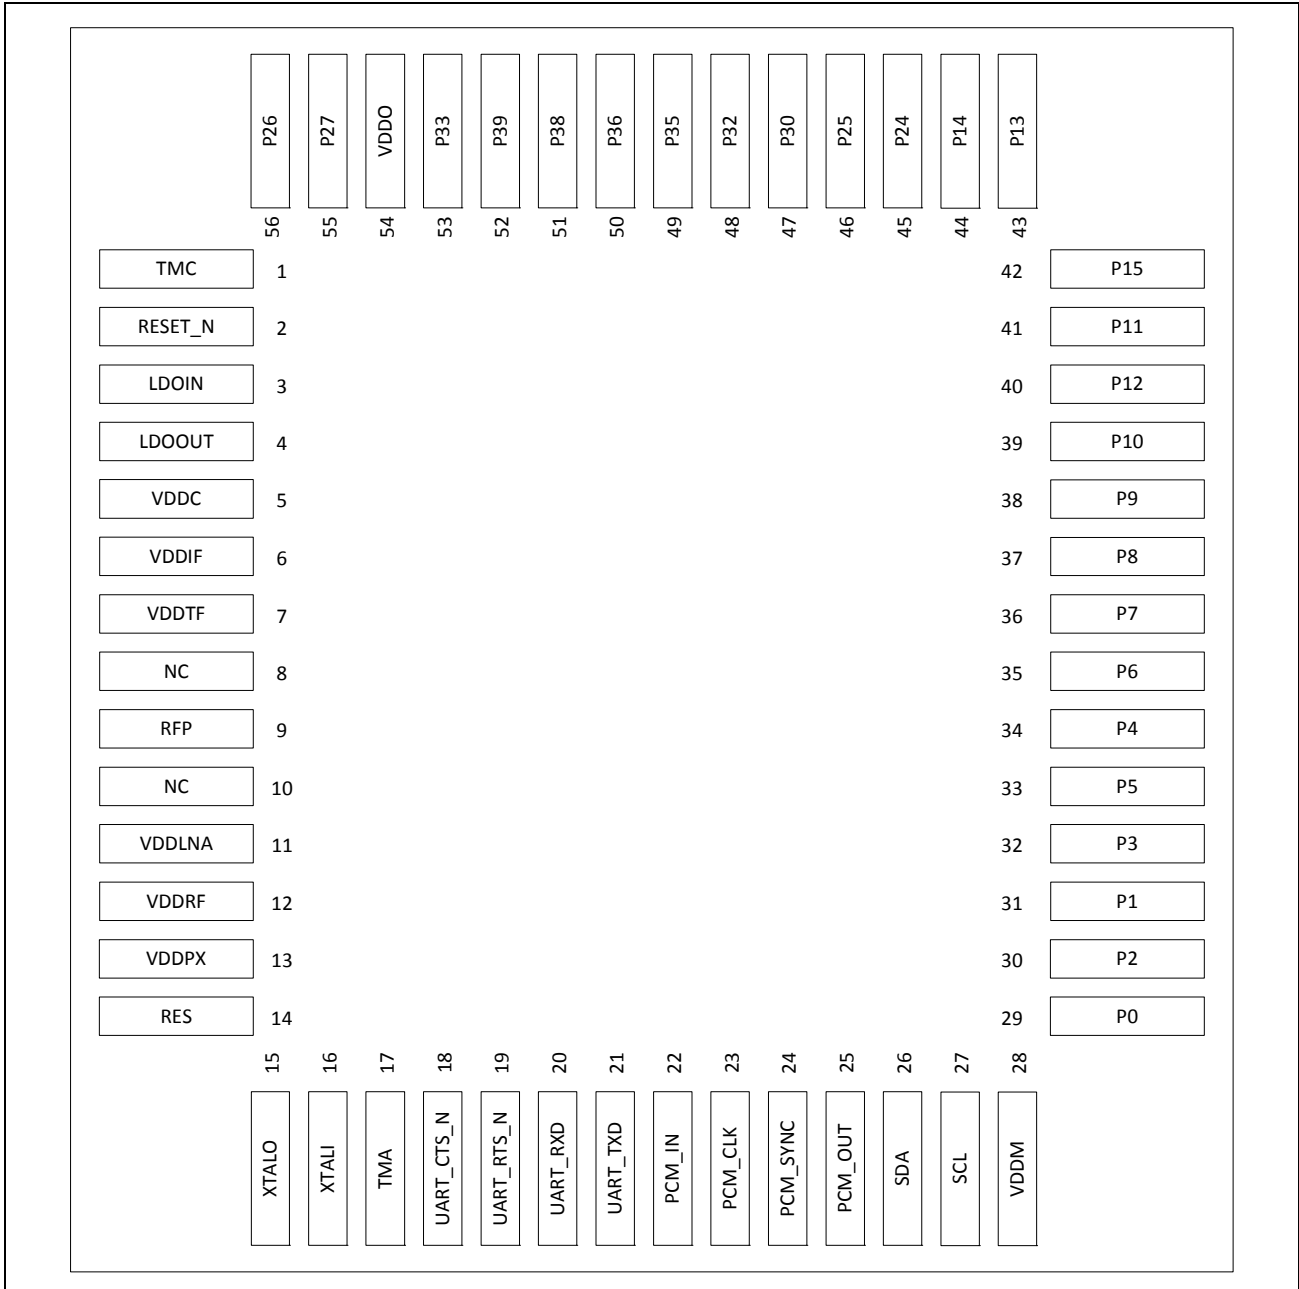 P26 P27 VDDO P33 P39 P38 P36 P35 P32 P30 P25 P24 P14 P13
56 55 54 53 52 51 50 49 48 47 46 45 44 43
TMC 1 42 P15
RESET_N 2 41 P11
LDOIN 3 40 P12
LDOOUT 4 39 P10
VDDC 5 38 P9
VDDIF 6 37 P8
VDDTF 7 36 P7
NC 8 35 P6
RFP 9 34 P4
NC 10 33 P5
VDDLNA 11 32 P3
VDDRF 12 31 P1
VDDPX 13 30 P2
RES 14 29 P0
15 16 17 18 19 20 21 22 23 24 25 26 27 28
XTALO XTALI TMA UART_CTS_N UART_RTS_N UART_RXD UART_TXD PCM_IN PCM_CLK PCM_SYNC PCM_OUT SDA SCL VDDM